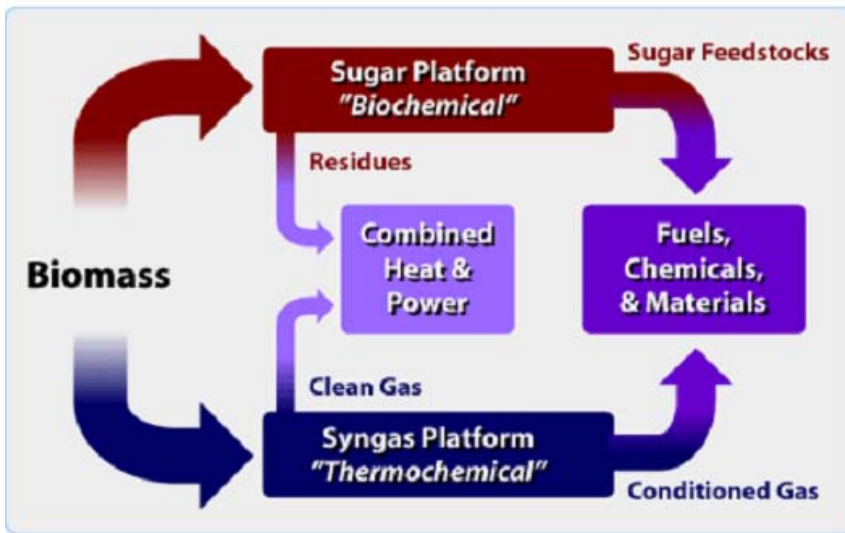 Sugar Feedstocks
Sugar Platform
"Biochemical"
Residues
Combined
Heat &
Power
Fuels,
Chemicals,
& Materials
Biomass
Clean Gas
Syngas Platform
"Thermochemical"
Conditioned Gas